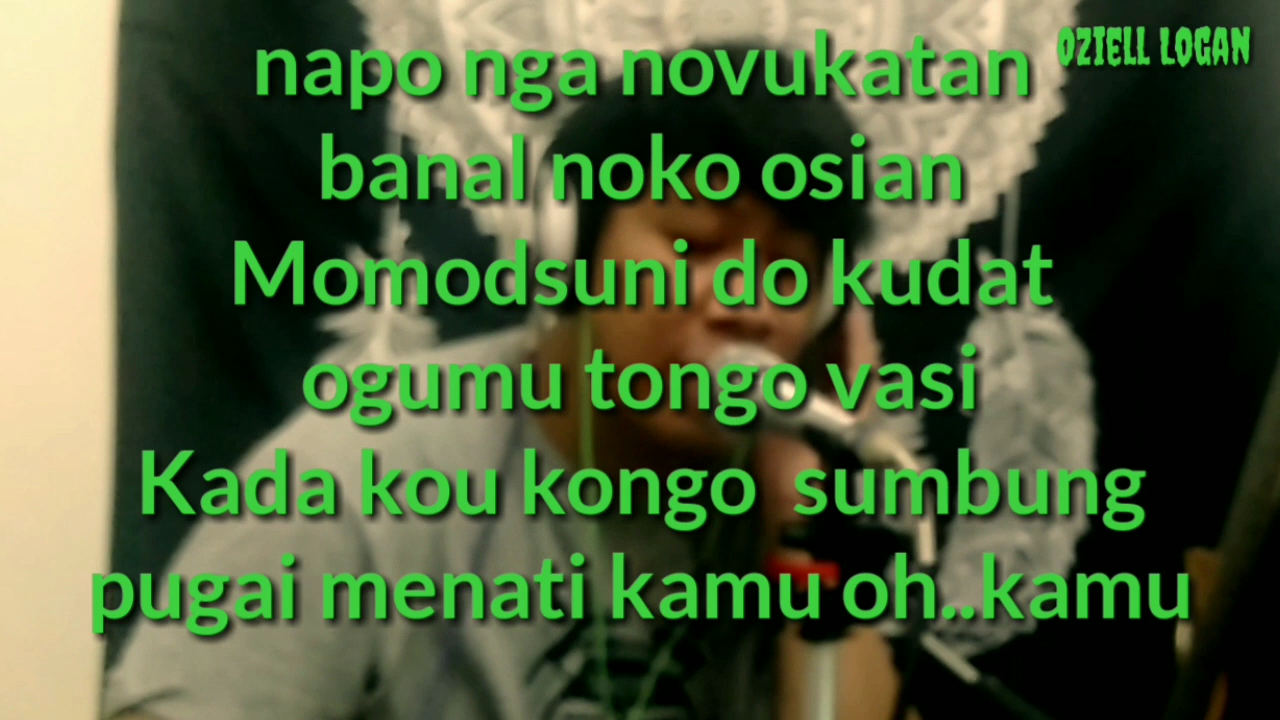 OZIELL LOGAN
napo nga novukatan
banal noko osian
Momodsuni do kudat
ogumu tongo vasi
Kada kou kongo sumbung
pugai menati kamu oh..kamu